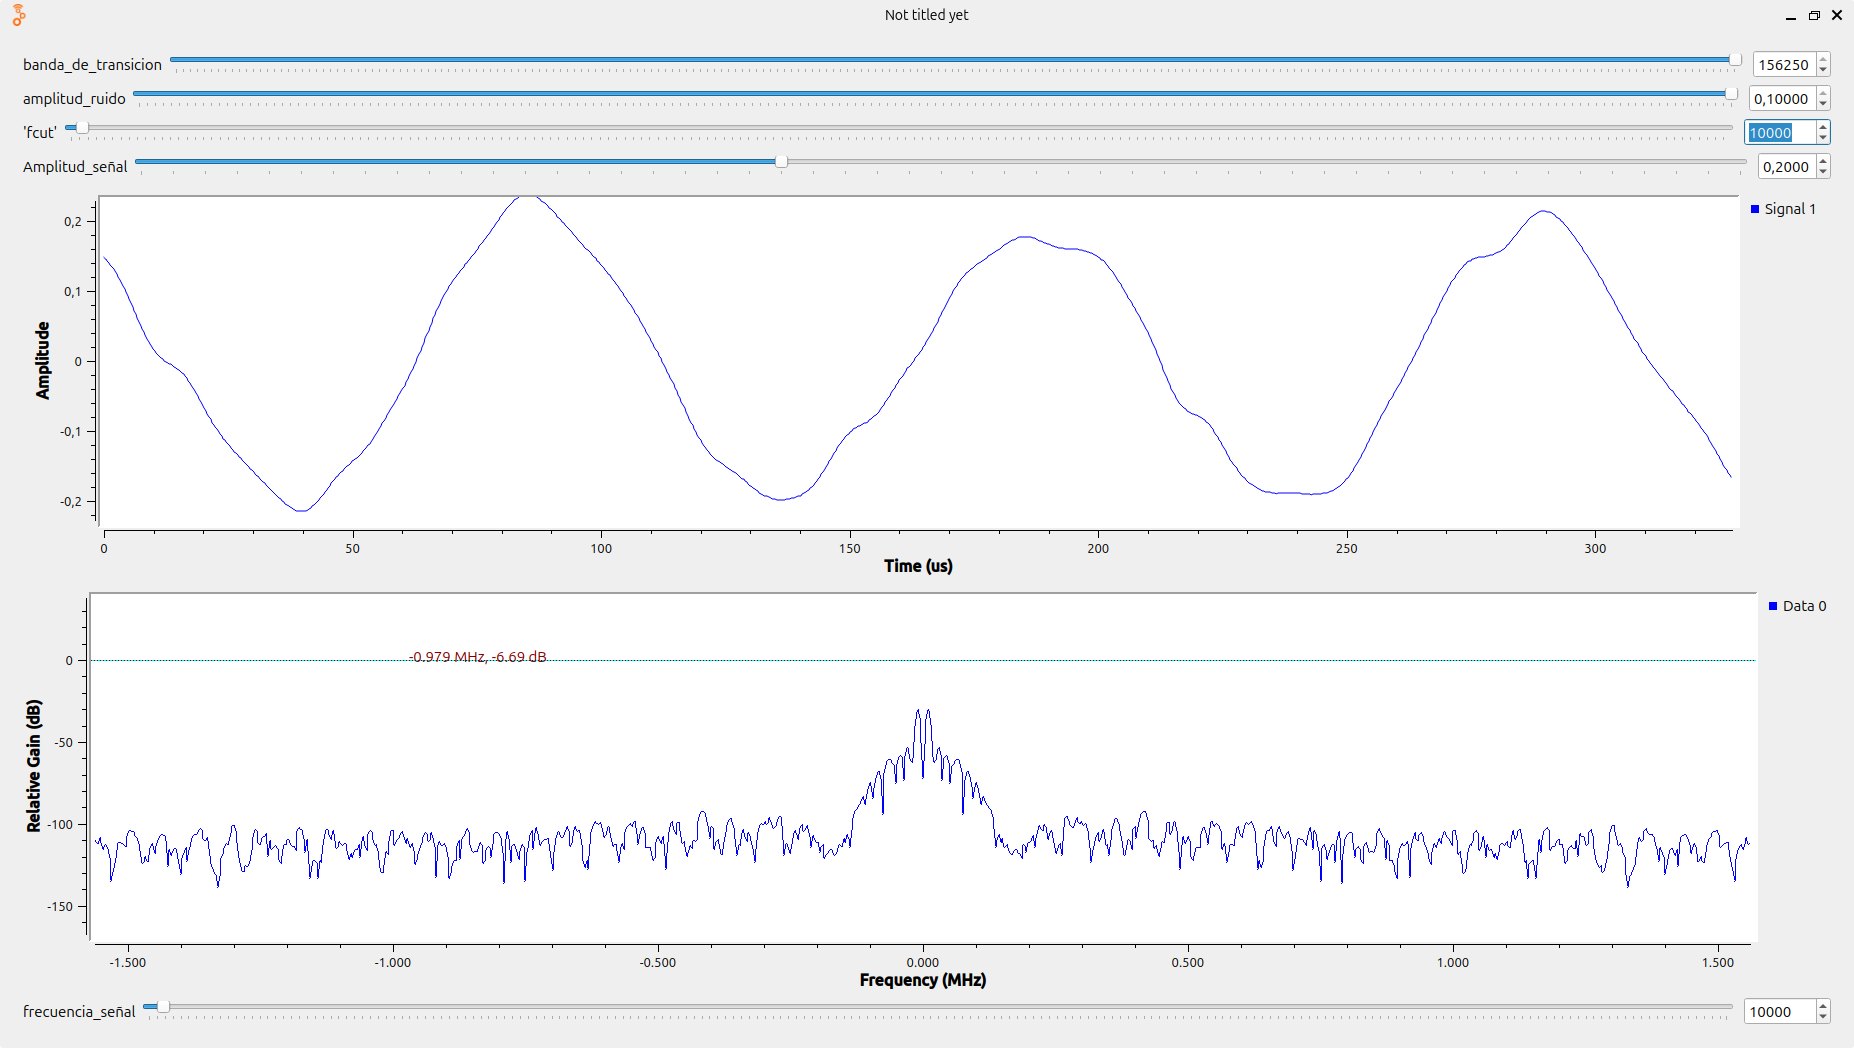 Not titled yet
banda_de_transicion 156250
amplitud_ruido 0,10000
'fcut' 10000
Amplitud_señal 0,2000
Signal 1
0,2
0,1
0
-0,1
-0,2
Amplitude
0 50 100 150 200 250 300
Time (us)
Data 0
-0.979 MHz, -6.69 dB
0
-50
-100
-150
Relative Gain (dB)
-1.500 -1.000 -0.500 0.000 0.500 1.000 1.500
Frequency (MHz)
frecuencia_señal 10000